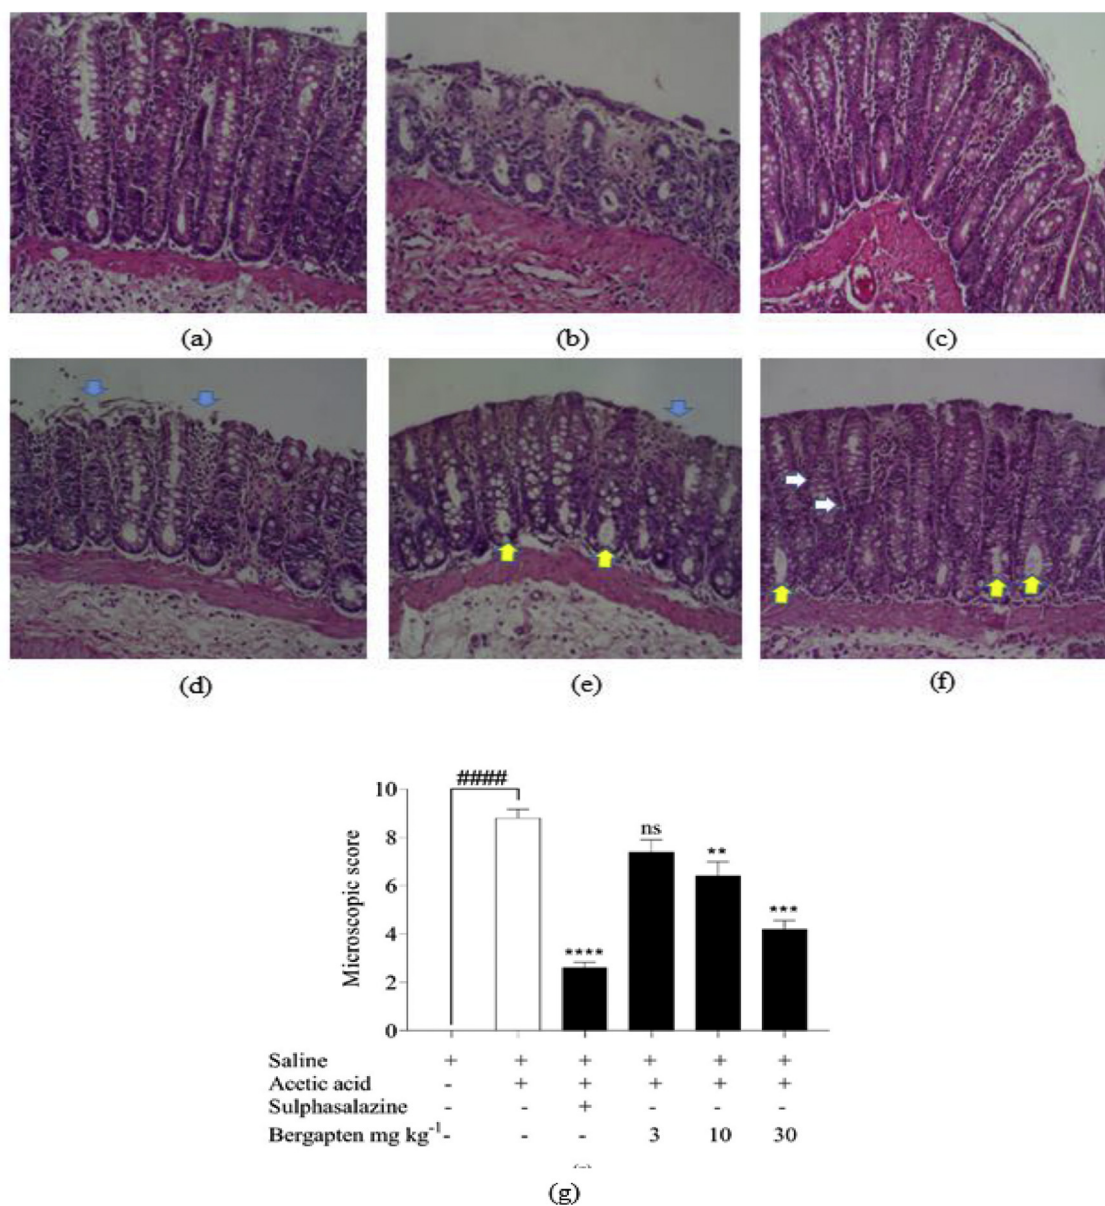 (a) (b) (c)
(d) (e) (f)
####
10
ns
8
**
6
***
4
****
2
0
Microscopic score
Saline + + + + + +
Acetic acid - + + + + +
Sulphasalazine - - + - - -
Bergapten mg kg-1 - - - 3 10 30
(g)